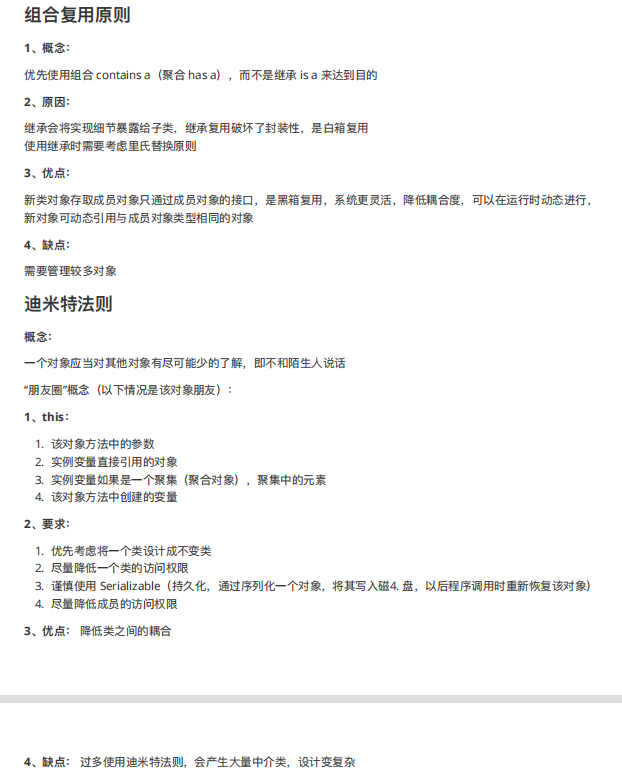 组合复用原则
1、概念：
优先使用组合 contains a（聚合 has a），而不是继承 is a 来达到目的
2、原因：
继承会将实现细节暴露给子类，继承复用破坏了封装性，是白箱复用
使用继承时需要考虑里氏替换原则
3、优点：
新类对象存取成员对象只通过成员对象的接口，是黑箱复用，系统更灵活，降低耦合度，可以在运行时动态进行，
新对象可动态引用与成员对象类型相同的对象
4、缺点：
需要管理较多对象
迪米特法则
概念：
一个对象应当对其他对象有尽可能少的了解，即不和陌生人说话
“朋友圈”概念（以下情况是该对象朋友）：
1、this：
1. 该对象方法中的参数
2. 实例变量直接引用的对象
3. 实例变量如果是一个聚集（聚合对象），聚集中的元素
4. 该对象方法中创建的变量
2、要求：
1. 优先考虑将一个类设计成不变类
2. 尽量降低一个类的访问权限
3. 谨慎使用 Serializable（持久化，通过序列化一个对象，将其写入磁4. 盘，以后程序调用时重新恢复该对象）
4. 尽量降低成员的访问权限
3、优点： 降低类之间的耦合
4、缺点： 过多使用迪米特法则，会产生大量中介类，设计变复杂